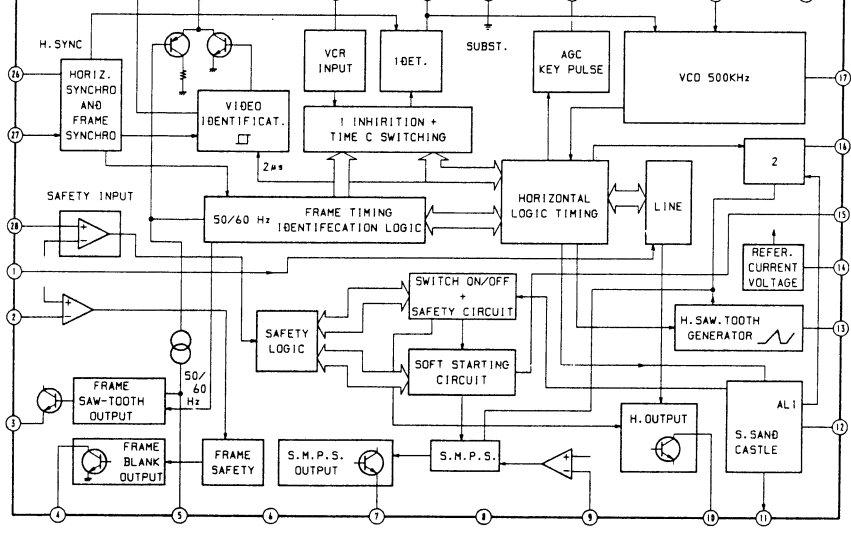 H.SYNC
26
HORIZ.
SYNCHRO
AND
FRAME
SYNCHRO
27
VIDEO
IDENTIFICAT.
VCR
INPUT
IDET.
SUBST.
AGC
KEY PULSE
VCO 500KHz
17
I INHIRITION +
TIME C SWITCHING
2µs
16
2
SAFETY INPUT
28
50/60 Hz
FRAME TIMING
IDENTIFECATION LOGIC
HORIZONTAL
LOGIC TIMING
LINE
15
REFER.
CURRENT
VOLTAGE
14
1
+
−
2
+
−
SAFETY
LOGIC
SWITCH ON/OFF
+
SAFETY CIRCUIT
H.SAW.TOOTH
GENERATOR
13
SOFT STARTING
CIRCUIT
50/
60
Hz
FRAME
SAW-TOOTH
OUTPUT
3
H.OUTPUT
AL1
S.SAND
CASTLE
12
FRAME
BLANK
OUTPUT
FRAME
SAFETY
S.M.P.S.
OUTPUT
S.M.P.S.
+
−
4
5
6
7
8
9
10
11